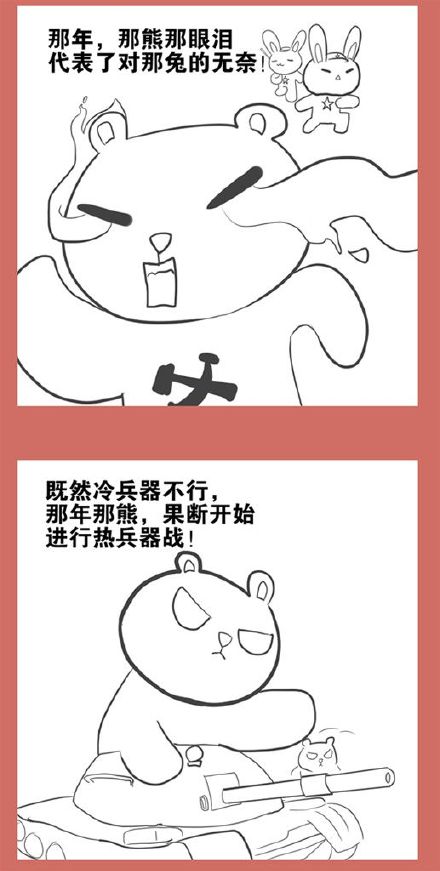 那年，那熊那眼泪
代表了对那兔的无奈！
既然冷兵器不行，
那年那熊，果断开始
进行热兵器战！